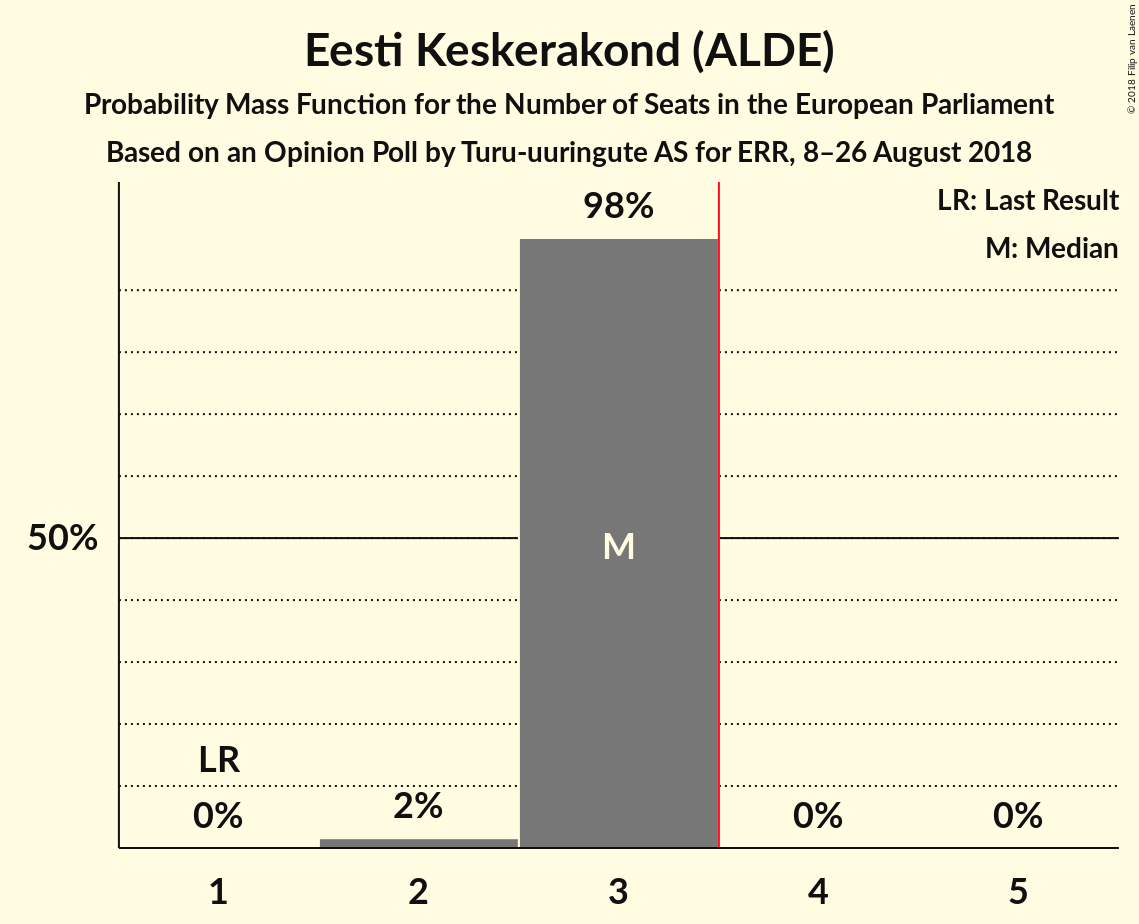 Eesti Keskerakond (ALDE)
Probability Mass Function for the Number of Seats in the European Parliament
Based on an Opinion Poll by Turu-uuringute AS for ERR, 8–26 August 2018
© 2018 Filip van Laenen
LR: Last Result
M: Median
98%
50%
M
LR
0%
2%
0%
0%
1
2
3
4
5